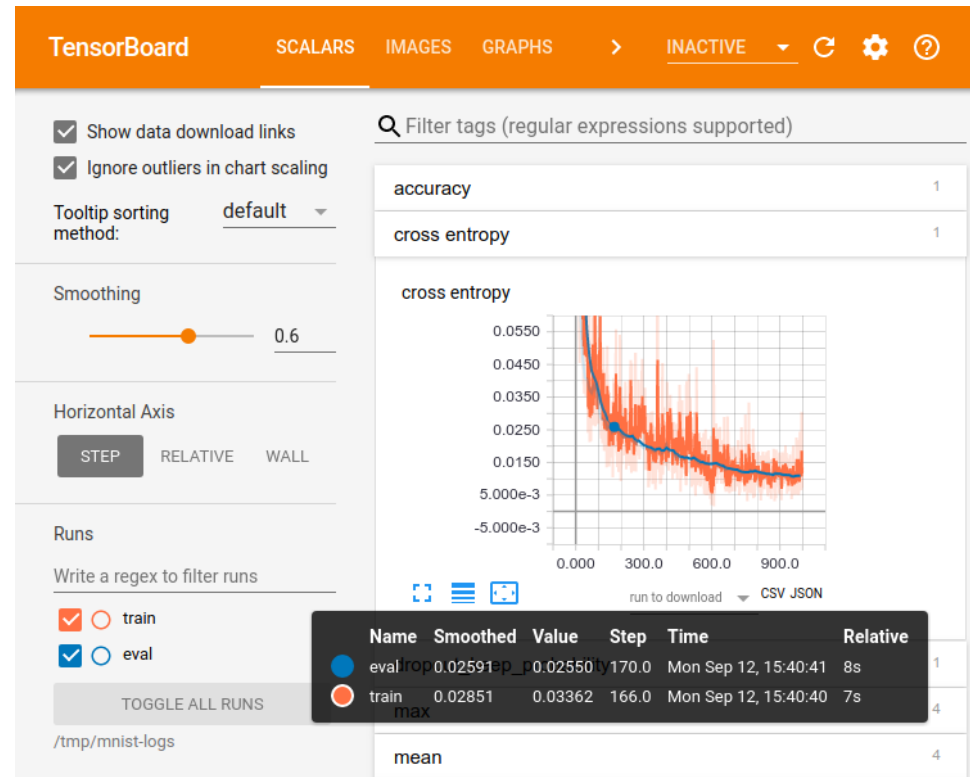 TensorBoard SCALARS IMAGES GRAPHS INACTIVE
Show data download links
Ignore outliers in chart scaling
Tooltip sorting method: default
Smoothing
0.6
Horizontal Axis
STEP RELATIVE WALL
Runs
Write a regex to filter runs
train
eval
TOGGLE ALL RUNS
/tmp/mnist-logs
Filter tags (regular expressions supported)
accuracy 1
cross entropy 1
cross entropy
0.0550
0.0450
0.0350
0.0250
0.0150
5.000e-3
-5.000e-3
0.000 300.0 600.0 900.0
run to download CSV JSON
Name Smoothed Value Step Time Relative
eval 0.02591 0.02550 170.0 Mon Sep 12, 15:40:41 8s
train 0.02851 0.03362 166.0 Mon Sep 12, 15:40:40 7s
1
max 4
mean 4